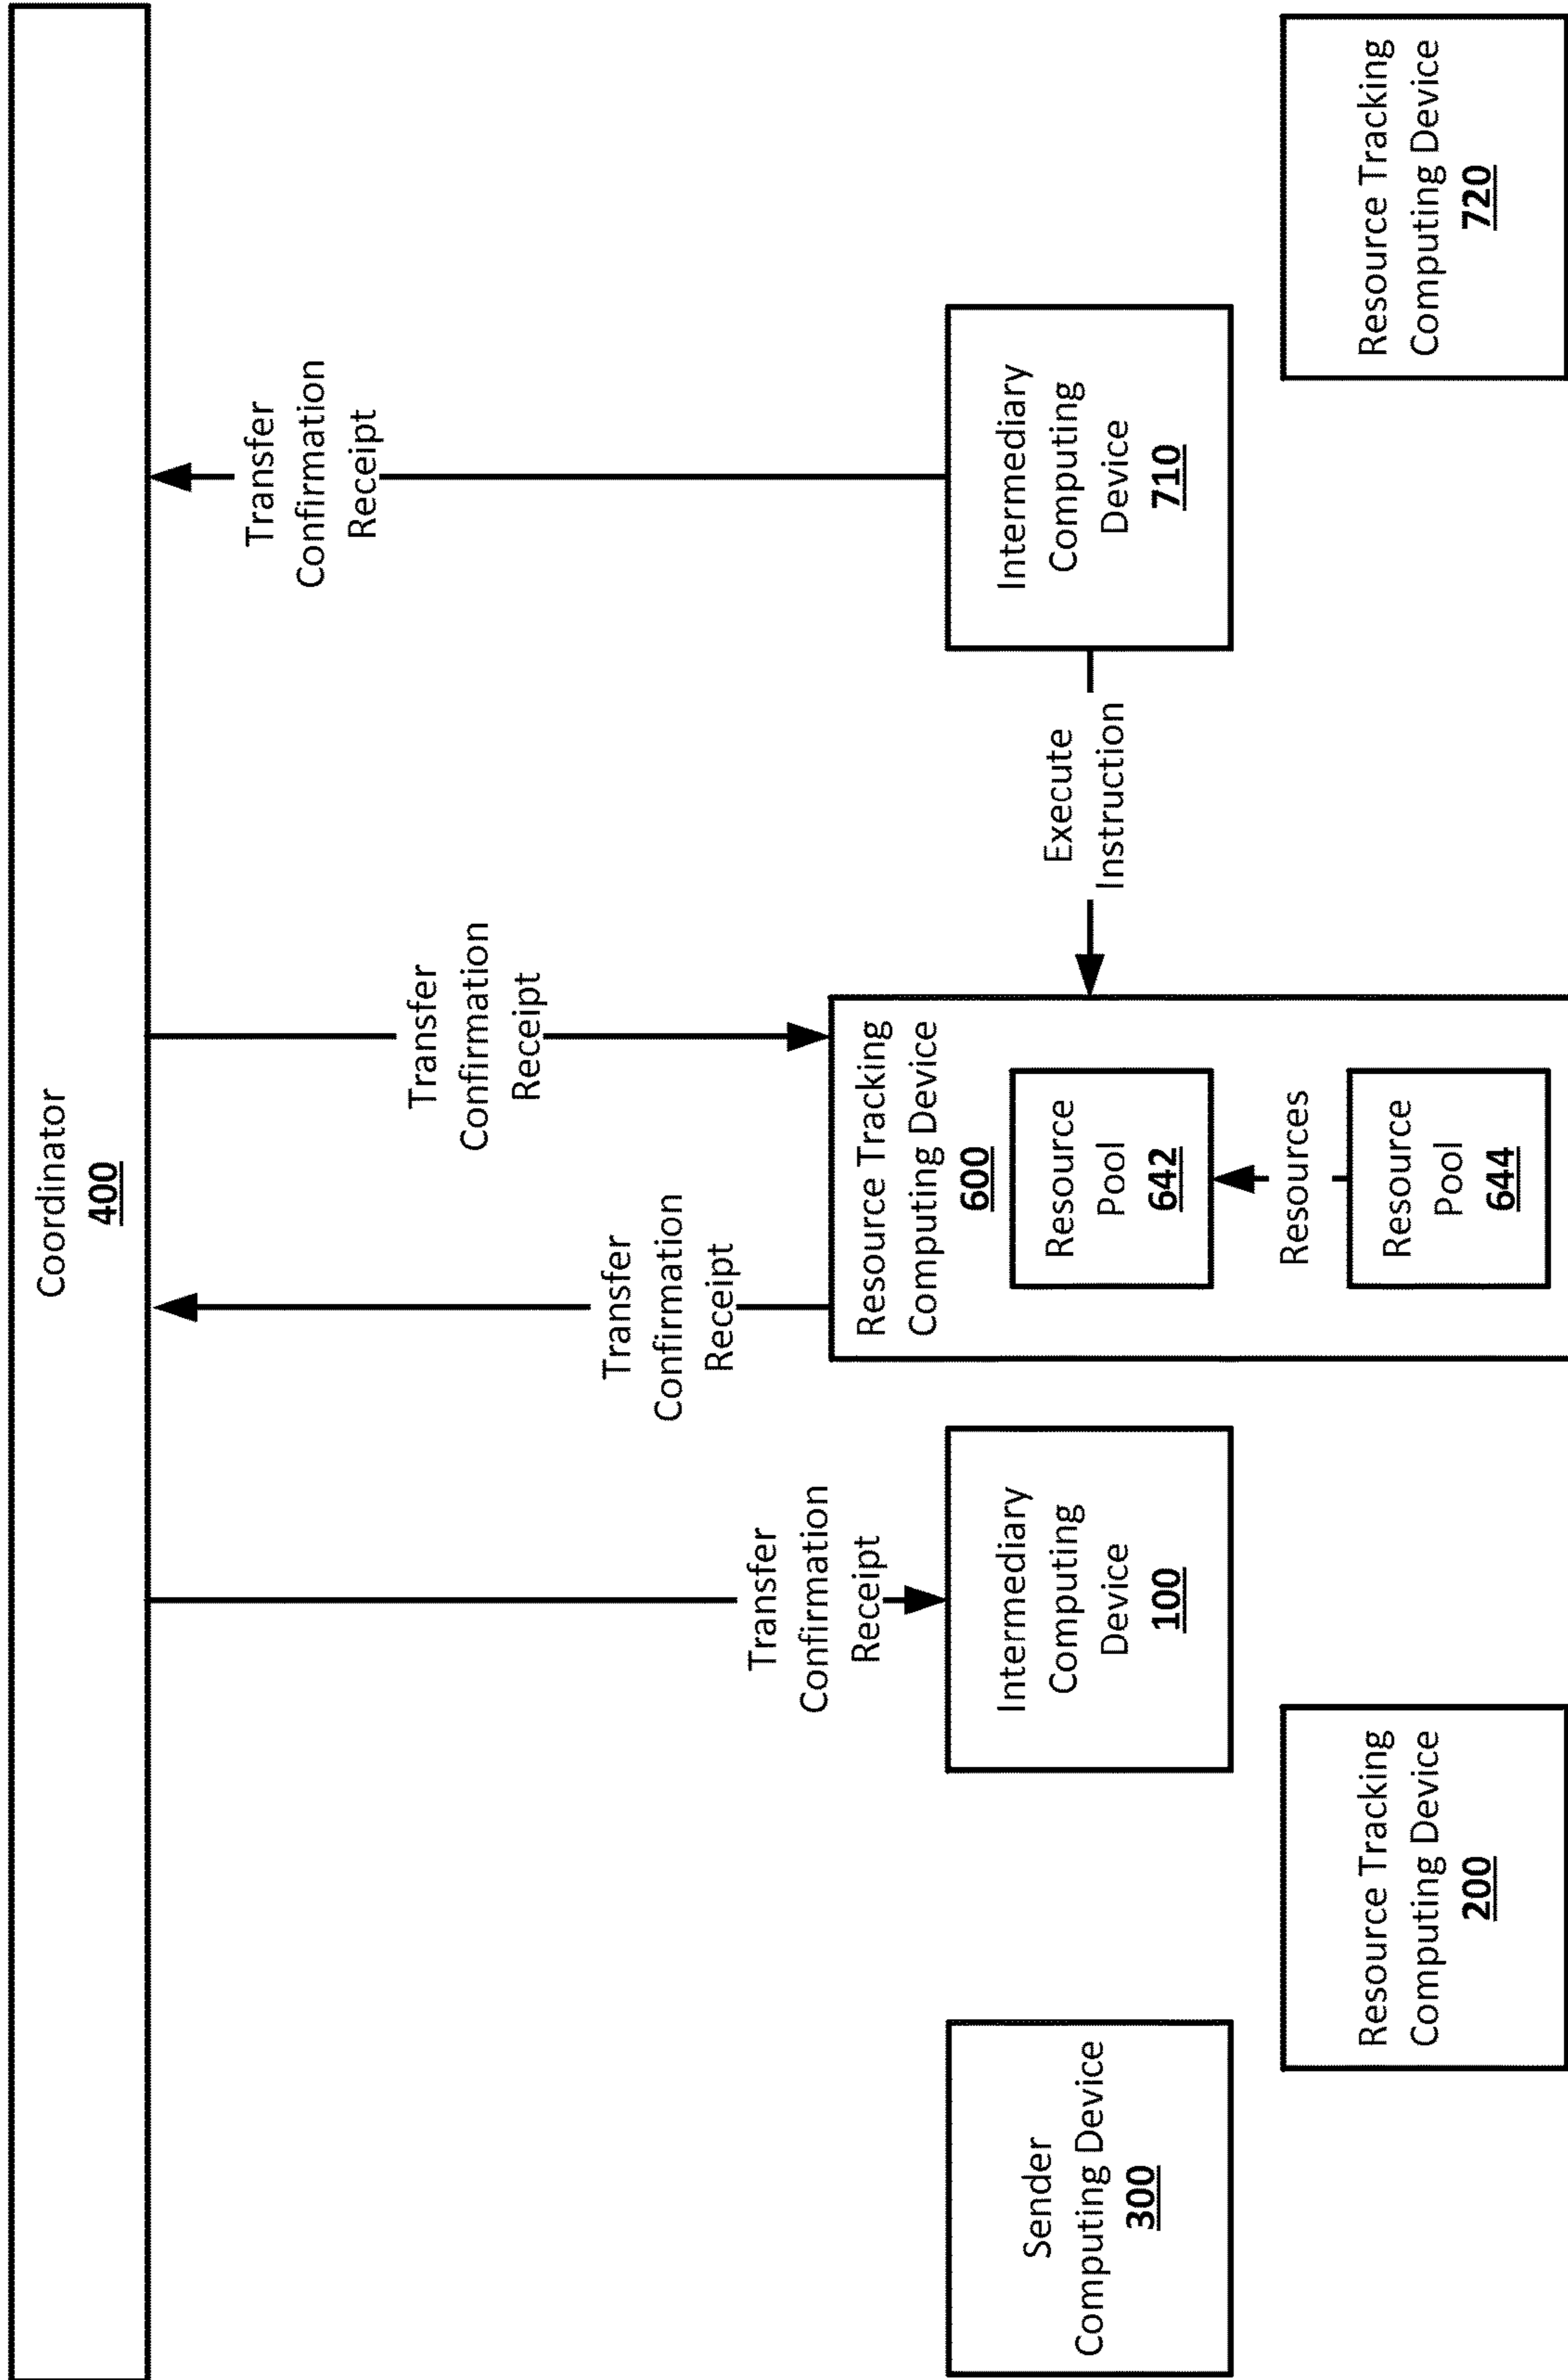 Coordinator
400
Transfer
Confirmation
Receipt
Transfer
Confirmation
Receipt
Transfer
Confirmation
Receipt
Transfer
Confirmation
Receipt
Sender
Computing Device
300
Resource Tracking
Computing Device
200
Intermediary
Computing
Device
100
Resource Tracking
Computing Device
600
Resource
Pool
642
Resources
Resource
Pool
644
Execute
Instruction
Intermediary
Computing
Device
710
Resource Tracking
Computing Device
720